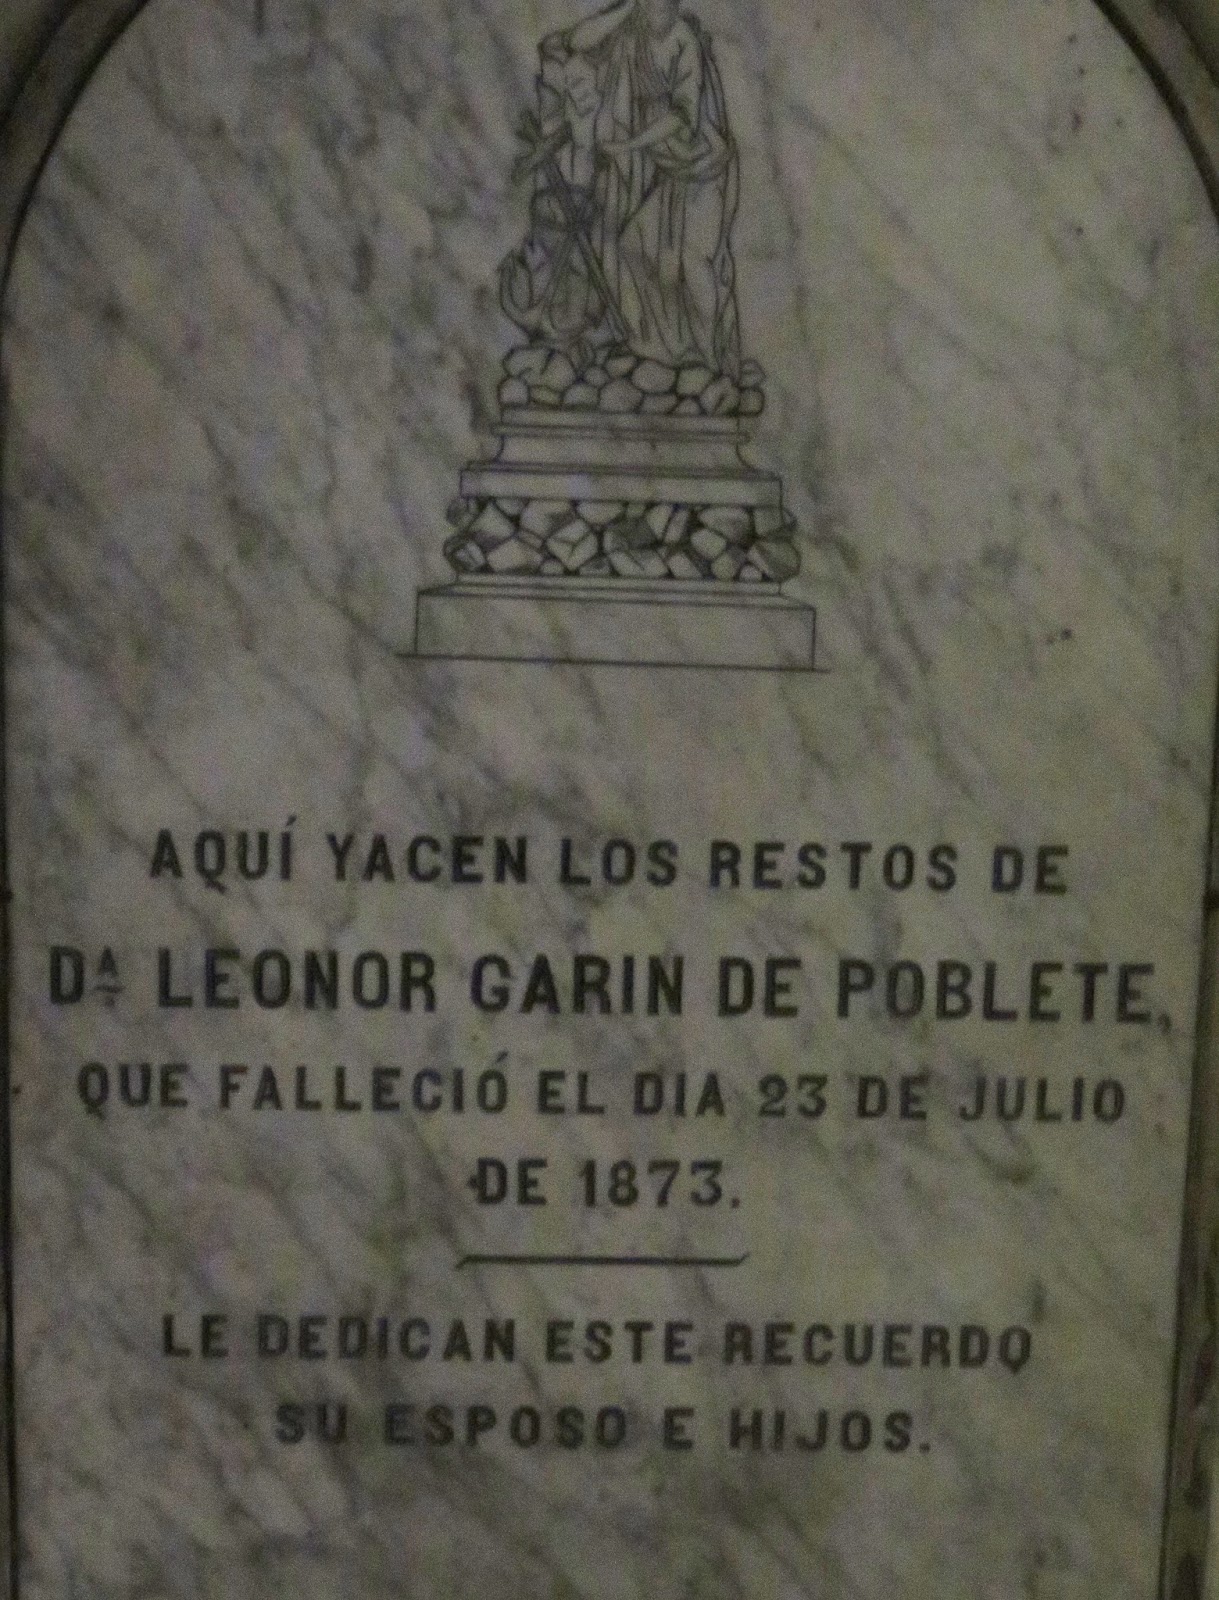 AQUÍ YACEN LOS RESTOS DE
Dᴬ LEONOR GARIN DE POBLETE,
QUE FALLECIÓ EL DIA 23 DE JULIO
DE 1873.
LE DEDICAN ESTE RECUERDO
SU ESPOSO E HIJOS.